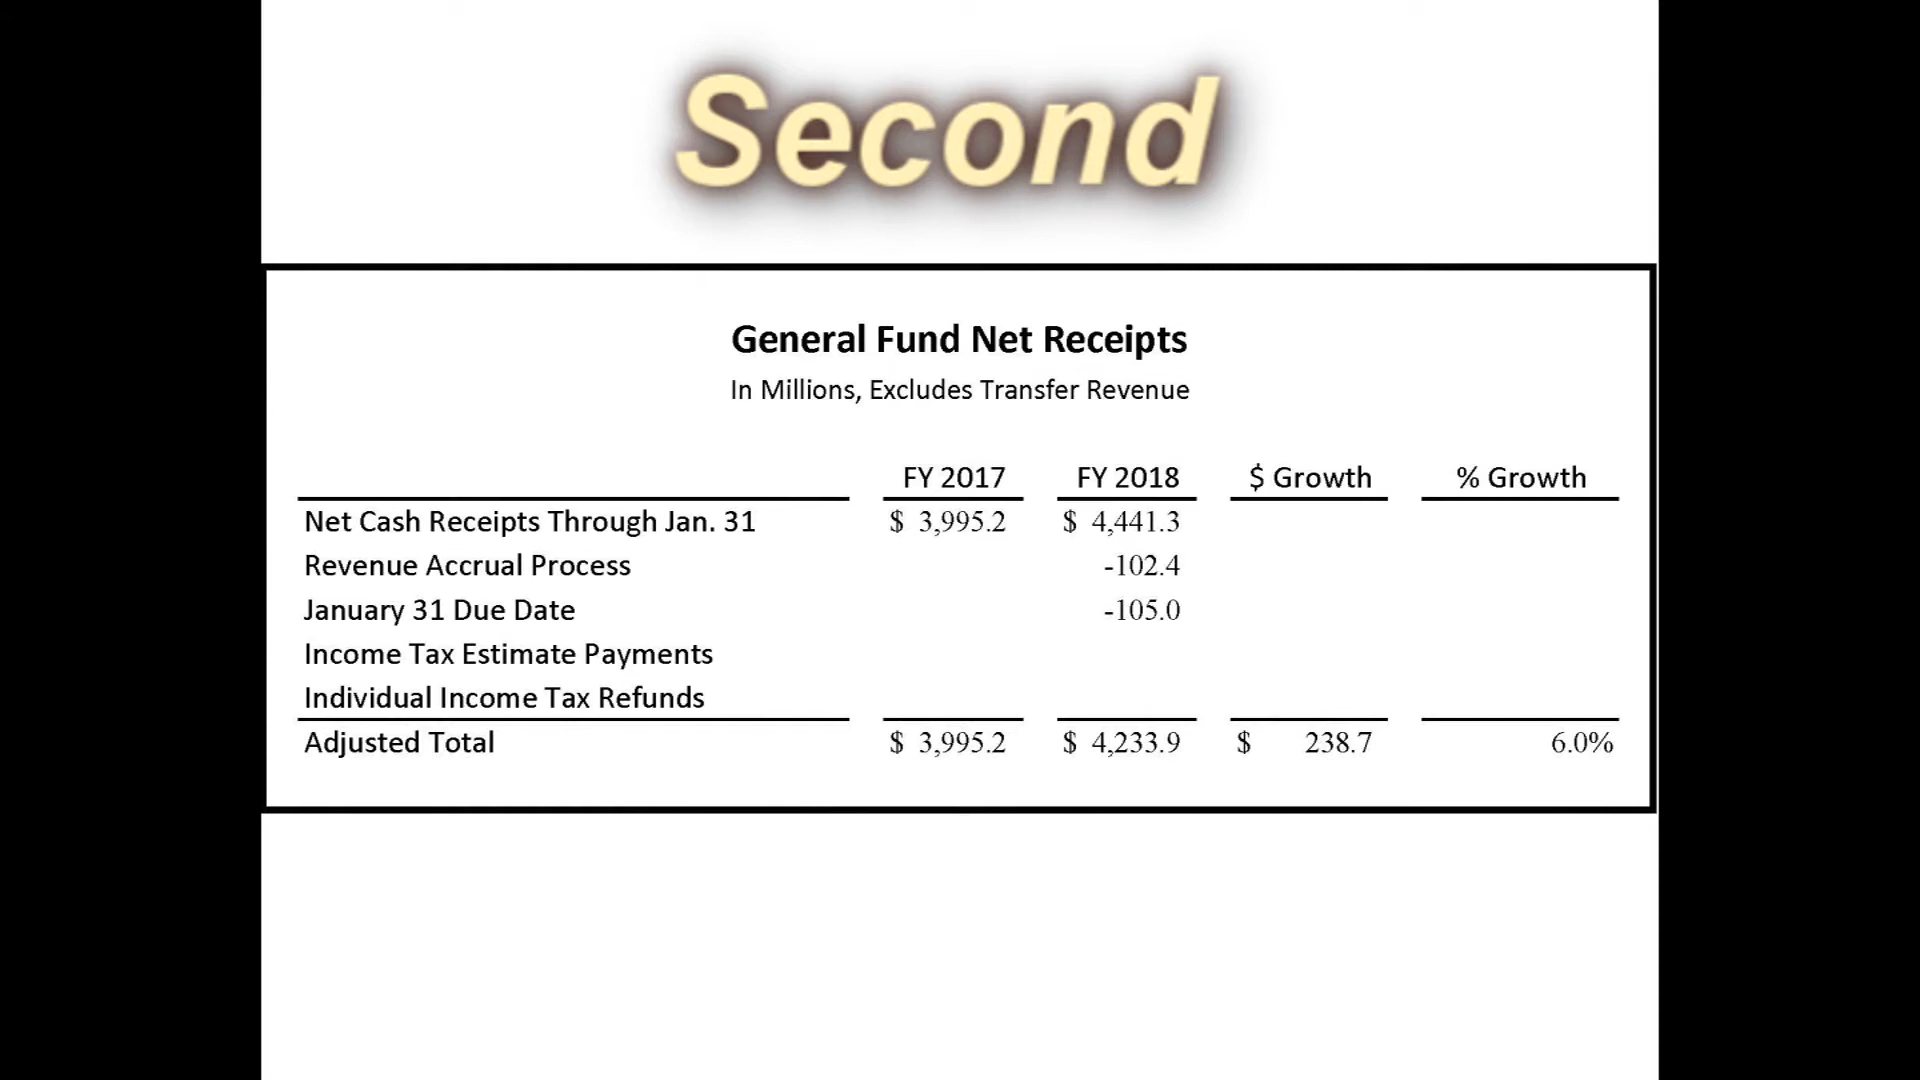 Second
General Fund Net Receipts
In Millions, Excludes Transfer Revenue
FY 2017 FY 2018 $ Growth % Growth
Net Cash Receipts Through Jan. 31 $ 3,995.2 $ 4,441.3
Revenue Accrual Process -102.4
January 31 Due Date -105.0
Income Tax Estimate Payments
Individual Income Tax Refunds
Adjusted Total $ 3,995.2 $ 4,233.9 $ 238.7 6.0%